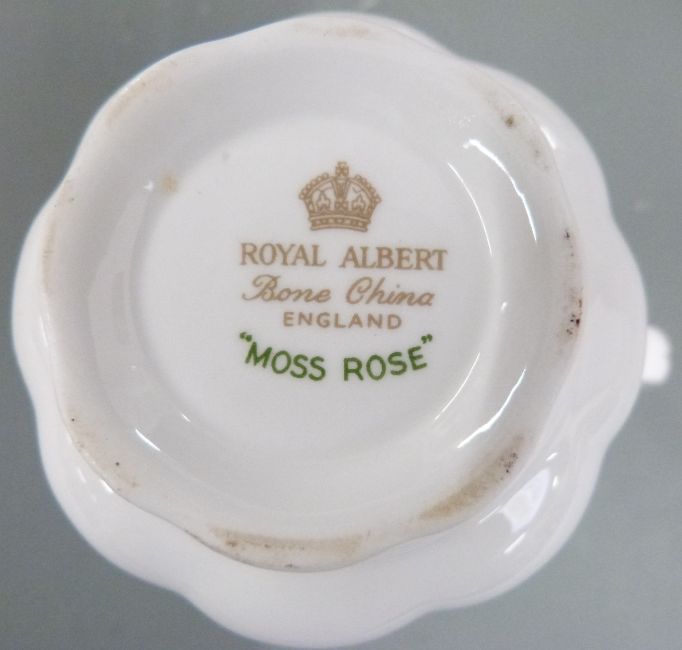 ROYAL ALBERT
Bone China
ENGLAND
"MOSS ROSE"